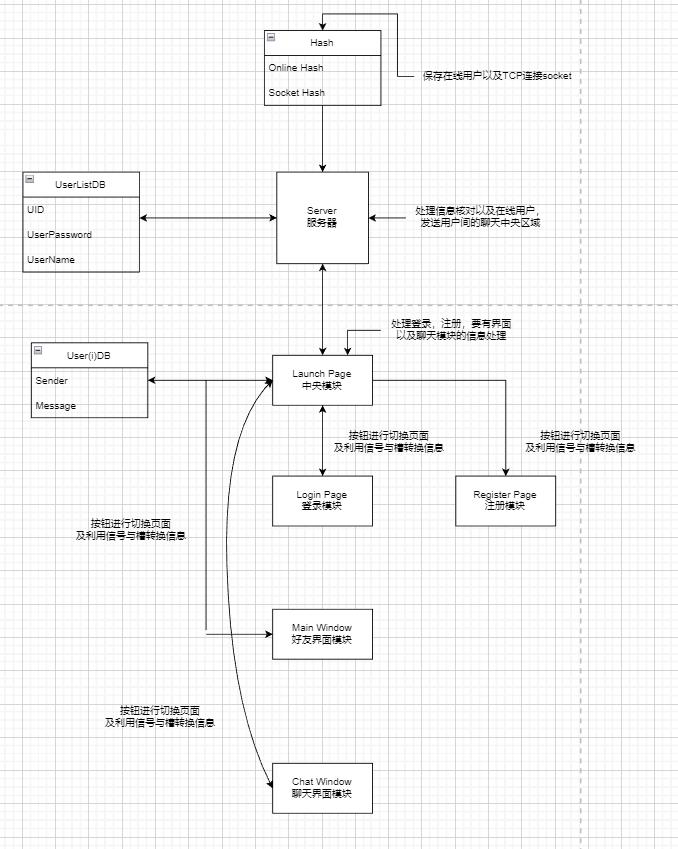 Hash
Online Hash
Socket Hash
保存在线用户以及TCP连接socket
UserListDB
UID
UserPassword
UserName
Server
服务器
处理信息核对以及在线用户，
发送用户间的聊天中央区域
处理登录，注册，要有界面
以及聊天模块的信息处理
User(i)DB
Sender
Message
Launch Page
中央模块
按钮进行切换页面
及利用信号与槽转换信息
按钮进行切换页面
及利用信号与槽转换信息
Login Page
登录模块
Register Page
注册模块
按钮进行切换页面
及利用信号与槽转换信息
Main Window
好友界面模块
按钮进行切换页面
及利用信号与槽转换信息
Chat Window
聊天界面模块